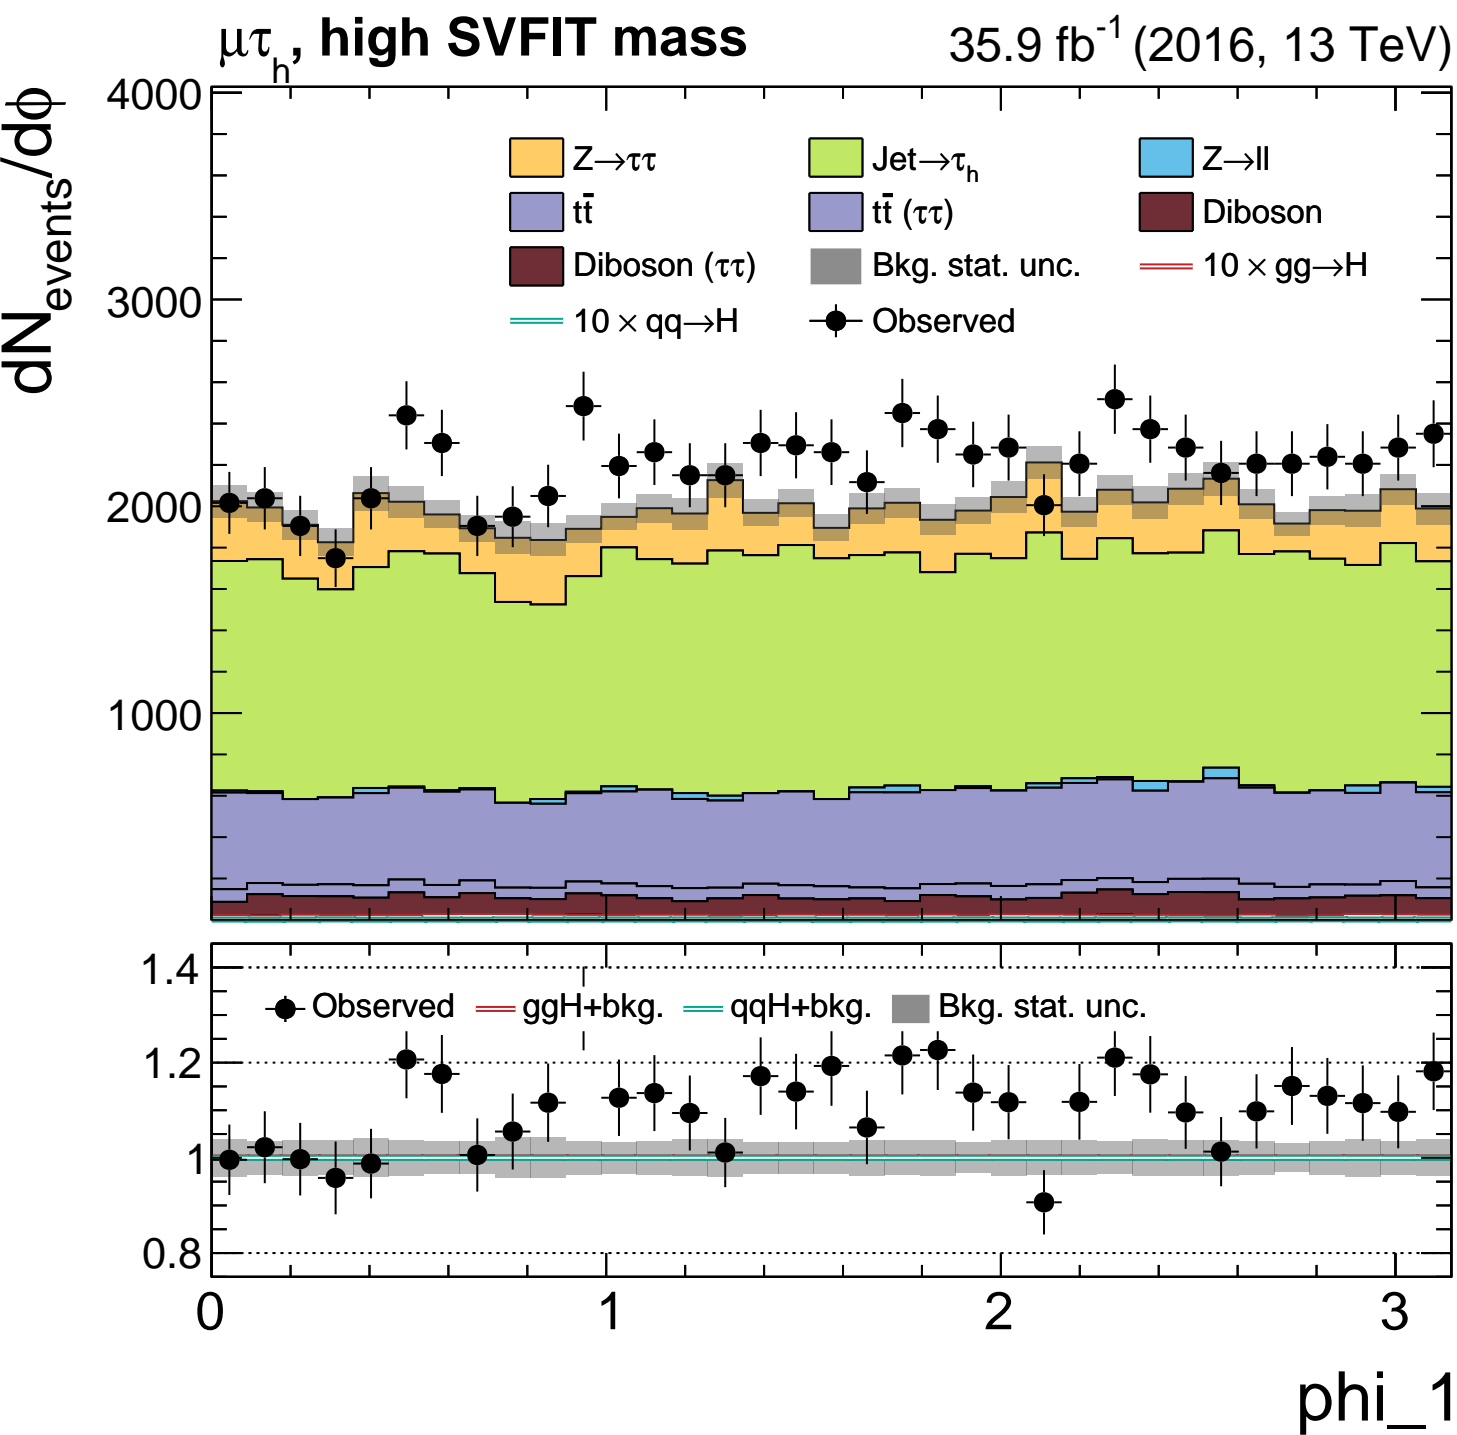 μτₕ, high SVFIT mass 35.9 fb⁻¹ (2016, 13 TeV)
dN_events/dϕ
4000
3000
2000
1000
Z→ττ Jet→τₕ Z→ll
tt̄ tt̄ (ττ) Diboson
Diboson (ττ) Bkg. stat. unc. 10 × gg→H
10 × qq→H Observed
1.4
1.2
1
0.8
Observed ggH+bkg. qqH+bkg. Bkg. stat. unc.
0 1 2 3
phi_1